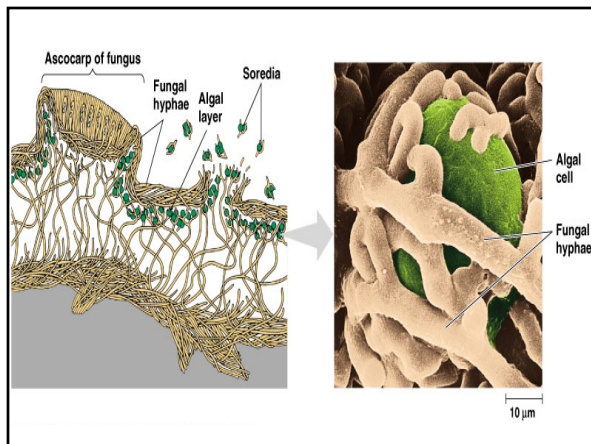 Ascocarp of fungus
Soredia
Fungal
hyphae
Algal
layer
Algal
cell
Fungal
hyphae
10 μm